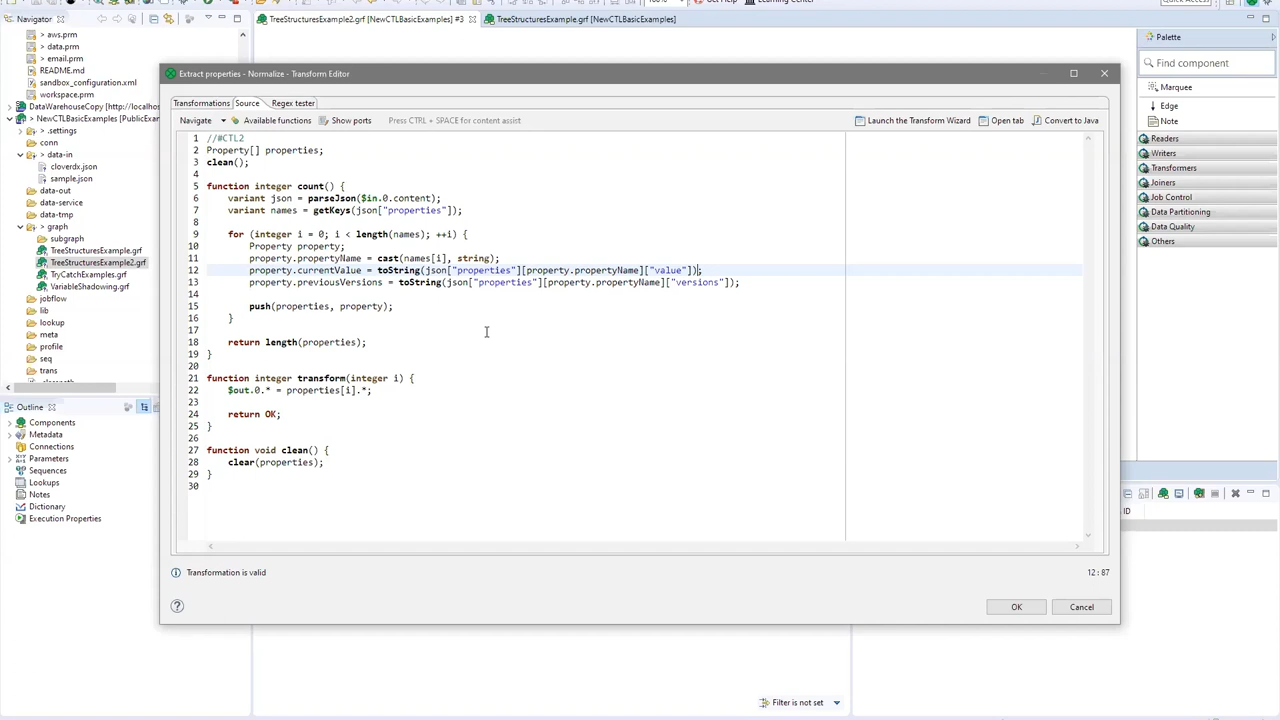 100%
Get Help
Learning Center
Quick Access
Navigator
TreeStructuresExample2.grf [NewCTLBasicExamples] #3
TreeStructuresExample.grf [NewCTLBasicExamples]
Palette
> aws.prm
> data.prm
> email.prm
README.md
sandbox_configuration.xml
workspace.prm
DataWarehouseCopy [http://localhos
NewCTLBasicExamples [PublicExam
> .settings
conn
> data-in
cloverdx.json
sample.json
data-out
data-service
data-tmp
> graph
subgraph
TreeStructuresExample.grf
TreeStructuresExample2.grf
TryCatchExamples.grf
VariableShadowing.grf
jobflow
lib
lookup
meta
profile
seq
trans
Find component
Marquee
Edge
Note
Readers
Writers
Transformers
Joiners
Job Control
Data Partitioning
Data Quality
Others
Extract properties - Normalize - Transform Editor
Transformations Source Regex tester
Navigate Available functions Show ports Press CTRL + SPACE for content assist Launch the Transform Wizard Open tab Convert to Java
1 //#CTL2
2 Property[] properties;
3 clean();
4
5 function integer count() {
6 variant json = parseJson($in.0.content);
7 variant names = getKeys(json["properties"]);
8
9 for (integer i = 0; i < length(names); ++i) {
10 Property property;
11 property.propertyName = cast(names[i], string);
12 property.currentValue = toString(json["properties"][property.propertyName]["value"]);
13 property.previousVersions = toString(json["properties"][property.propertyName]["versions"]);
14
15 push(properties, property);
16 }
17
18 return length(properties);
19 }
20
21 function integer transform(integer i) {
22 $out.0.* = properties[i].*;
23
24 return OK;
25 }
26
27 function void clean() {
28 clear(properties);
29 }
30
Transformation is valid
12 : 87
OK
Cancel
Outline
Components
Metadata
Connections
Parameters
Sequences
Lookups
Notes
Dictionary
Execution Properties
ID
Filter is not set